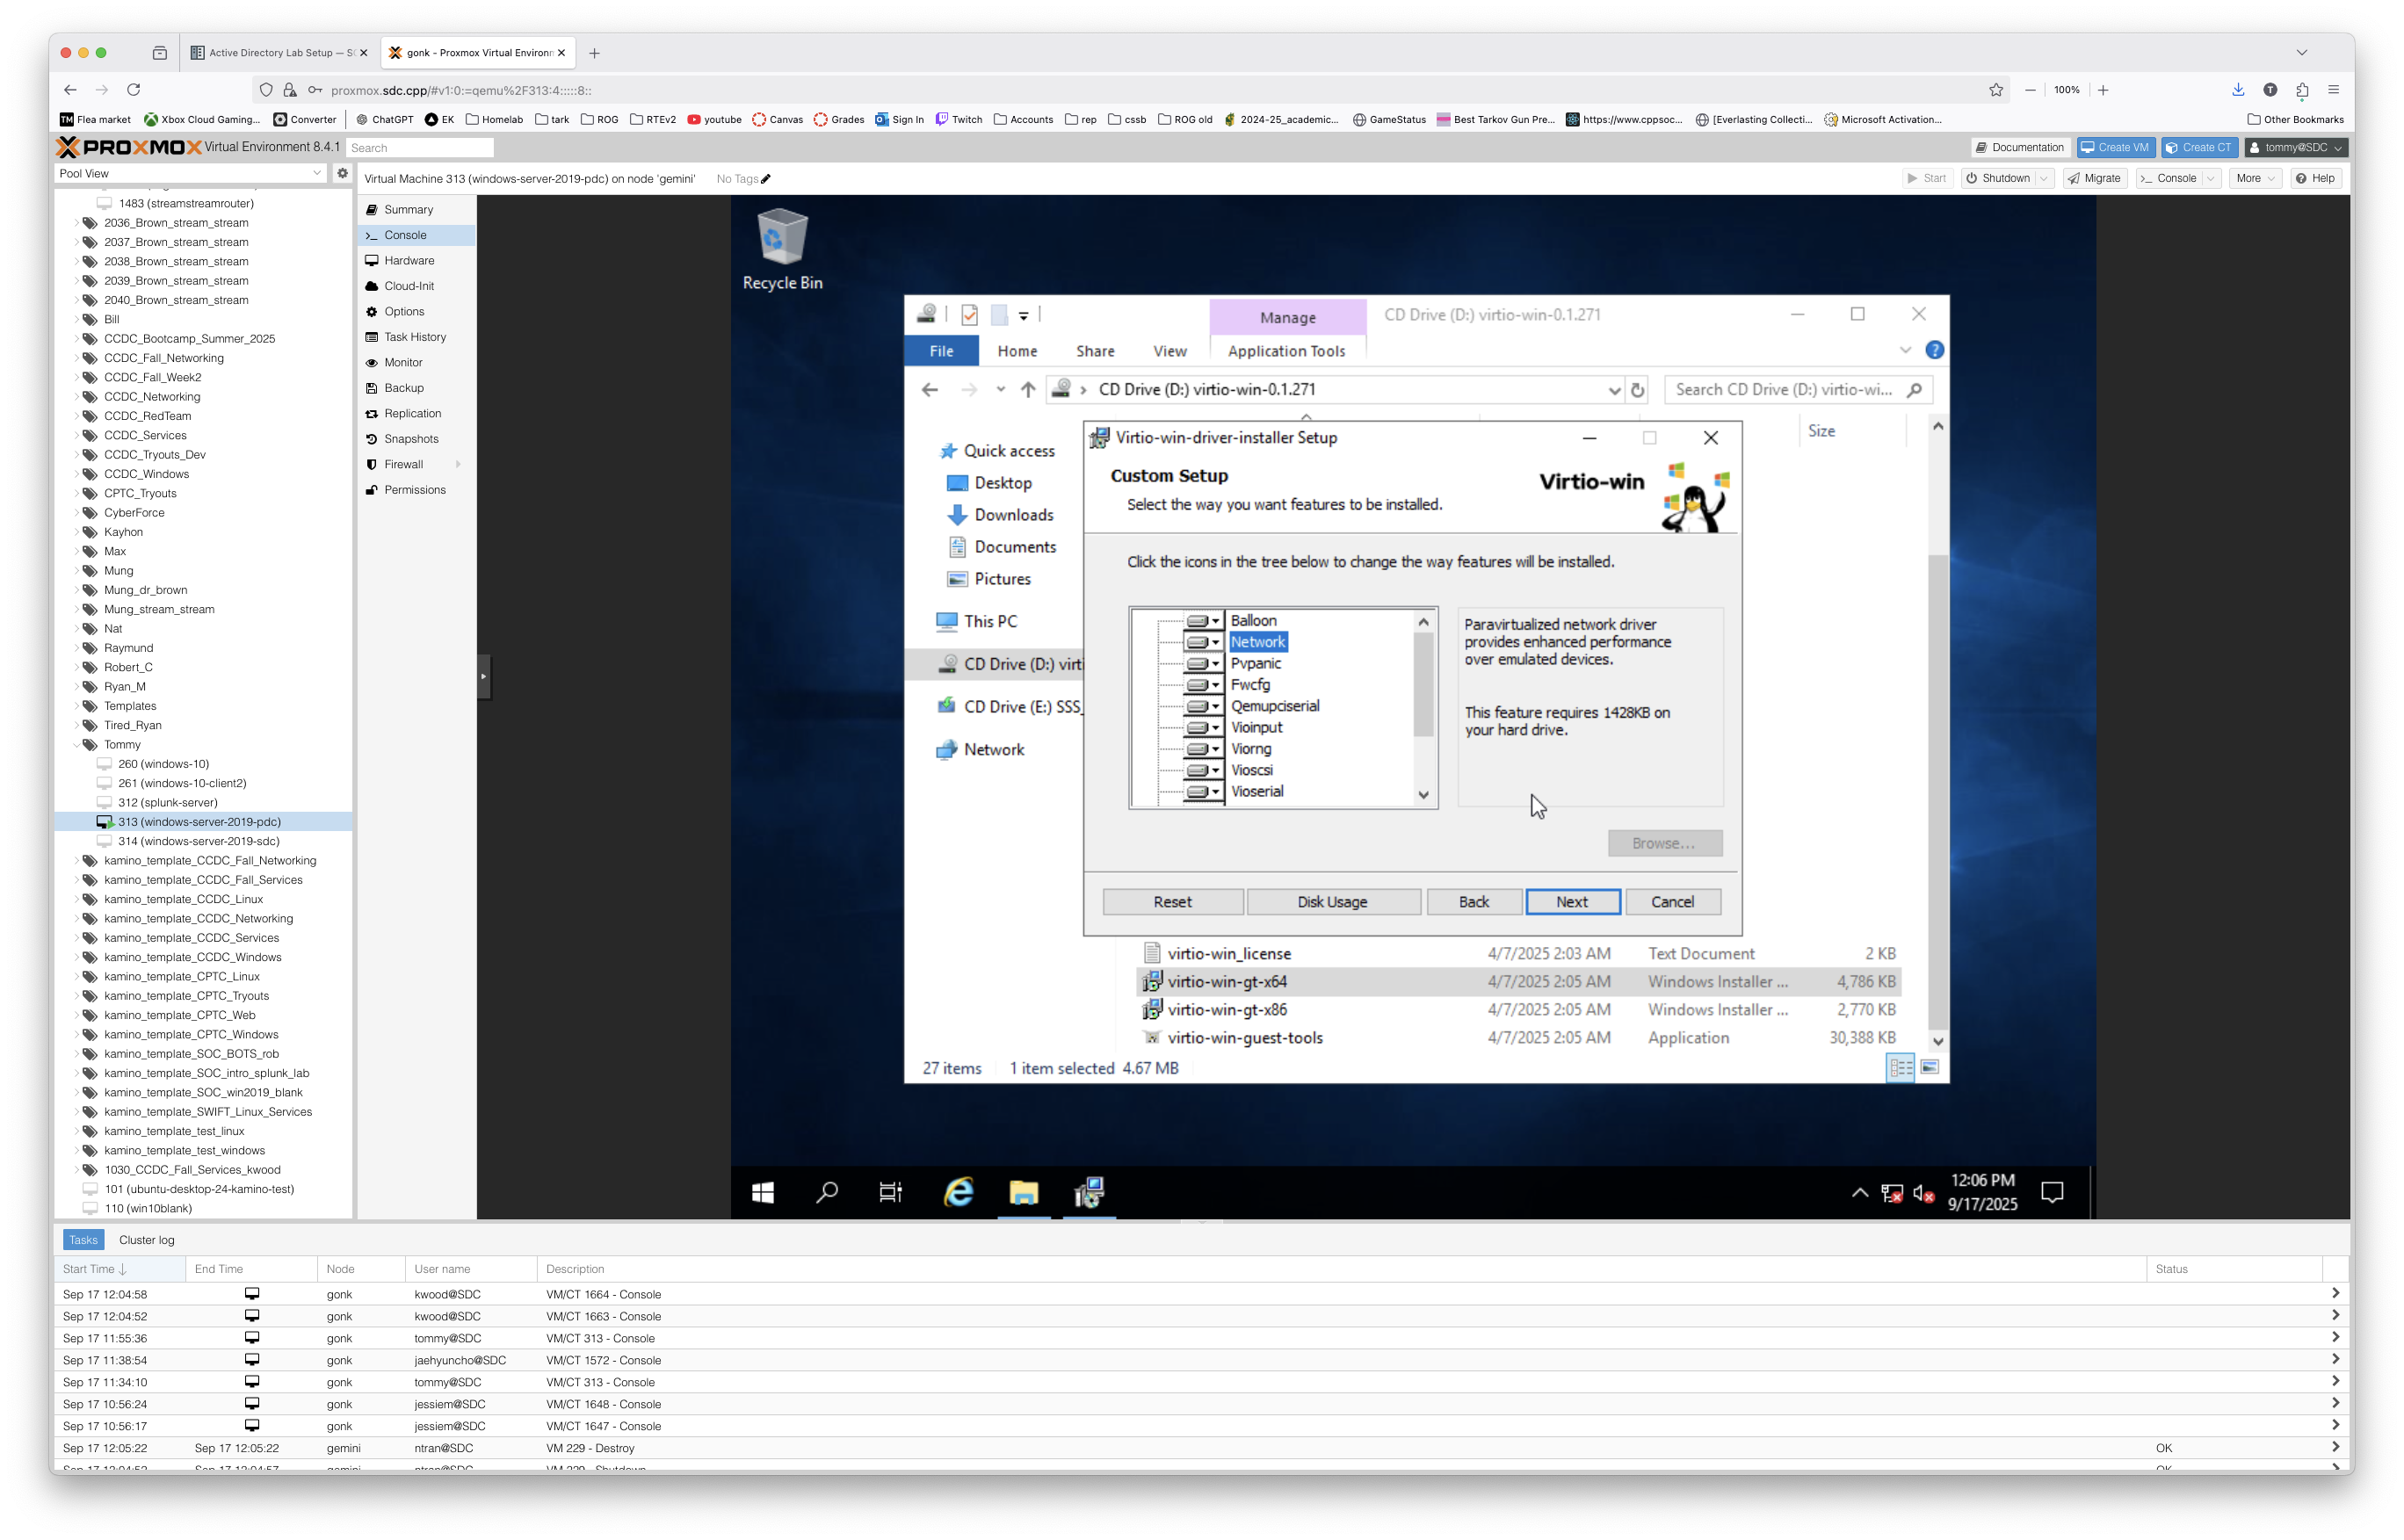 Active Directory Lab Setup — S
gonk - Proxmox Virtual Environ
proxmox.sdc.cpp/#v1:0:=qemu%2F313:4:::::8::
100%
Flea market
Xbox Cloud Gaming...
Converter
ChatGPT
EK
Homelab
tark
ROG
RTEv2
youtube
Canvas
Grades
Sign In
Twitch
Accounts
rep
cssb
ROG old
2024-25_academic...
GameStatus
Best Tarkov Gun Pre...
https://www.cppsoc...
[Everlasting Collecti...
Microsoft Activation...
Other Bookmarks
PROXMOX Virtual Environment 8.4.1
Search
Documentation
Create VM
Create CT
tommy@SDC
Pool View
Virtual Machine 313 (windows-server-2019-pdc) on node 'gemini'
No Tags
Start
Shutdown
Migrate
Console
More
Help
1483 (streamstreamrouter)
2036_Brown_stream_stream
2037_Brown_stream_stream
2038_Brown_stream_stream
2039_Brown_stream_stream
2040_Brown_stream_stream
Bill
CCDC_Bootcamp_Summer_2025
CCDC_Fall_Networking
CCDC_Fall_Week2
CCDC_Networking
CCDC_RedTeam
CCDC_Services
CCDC_Tryouts_Dev
CCDC_Windows
CPTC_Tryouts
CyberForce
Kayhon
Max
Mung
Mung_dr_brown
Mung_stream_stream
Nat
Raymund
Robert_C
Ryan_M
Templates
Tired_Ryan
Tommy
260 (windows-10)
261 (windows-10-client2)
312 (splunk-server)
313 (windows-server-2019-pdc)
314 (windows-server-2019-sdc)
kamino_template_CCDC_Fall_Networking
kamino_template_CCDC_Fall_Services
kamino_template_CCDC_Linux
kamino_template_CCDC_Networking
kamino_template_CCDC_Services
kamino_template_CCDC_Windows
kamino_template_CPTC_Linux
kamino_template_CPTC_Tryouts
kamino_template_CPTC_Web
kamino_template_CPTC_Windows
kamino_template_SOC_BOTS_rob
kamino_template_SOC_intro_splunk_lab
kamino_template_SOC_win2019_blank
kamino_template_SWIFT_Linux_Services
kamino_template_test_linux
kamino_template_test_windows
1030_CCDC_Fall_Services_kwood
101 (ubuntu-desktop-24-kamino-test)
110 (win10blank)
Summary
Console
Hardware
Cloud-Init
Options
Task History
Monitor
Backup
Replication
Snapshots
Firewall
Permissions
Recycle Bin
Manage
CD Drive (D:) virtio-win-0.1.271
File
Home
Share
View
Application Tools
CD Drive (D:) virtio-win-0.1.271
Search CD Drive (D:) virtio-wi...
Size
Quick access
Desktop
Downloads
Documents
Pictures
This PC
CD Drive (D:) virti
CD Drive (E:) SSS_
Network
Virtio-win-driver-installer Setup
Custom Setup
Select the way you want features to be installed.
Virtio-win
Click the icons in the tree below to change the way features will be installed.
Balloon
Network
Pvpanic
Fwcfg
Qemupciserial
Vioinput
Viorng
Vioscsi
Vioserial
Paravirtualized network driver
provides enhanced performance
over emulated devices.
This feature requires 1428KB on
your hard drive.
Browse...
Reset
Disk Usage
Back
Next
Cancel
virtio-win_license 4/7/2025 2:03 AM Text Document 2 KB
virtio-win-gt-x64 4/7/2025 2:05 AM Windows Installer ... 4,786 KB
virtio-win-gt-x86 4/7/2025 2:05 AM Windows Installer ... 2,770 KB
virtio-win-guest-tools 4/7/2025 2:05 AM Application 30,388 KB
27 items 1 item selected 4.67 MB
12:06 PM
9/17/2025
Tasks
Cluster log
Start Time End Time Node User name Description Status
Sep 17 12:04:58 gonk kwood@SDC VM/CT 1664 - Console
Sep 17 12:04:52 gonk kwood@SDC VM/CT 1663 - Console
Sep 17 11:55:36 gonk tommy@SDC VM/CT 313 - Console
Sep 17 11:38:54 gonk jaehyuncho@SDC VM/CT 1572 - Console
Sep 17 11:34:10 gonk tommy@SDC VM/CT 313 - Console
Sep 17 10:56:24 gonk jessiem@SDC VM/CT 1648 - Console
Sep 17 10:56:17 gonk jessiem@SDC VM/CT 1647 - Console
Sep 17 12:05:22 Sep 17 12:05:22 gemini ntran@SDC VM 229 - Destroy OK